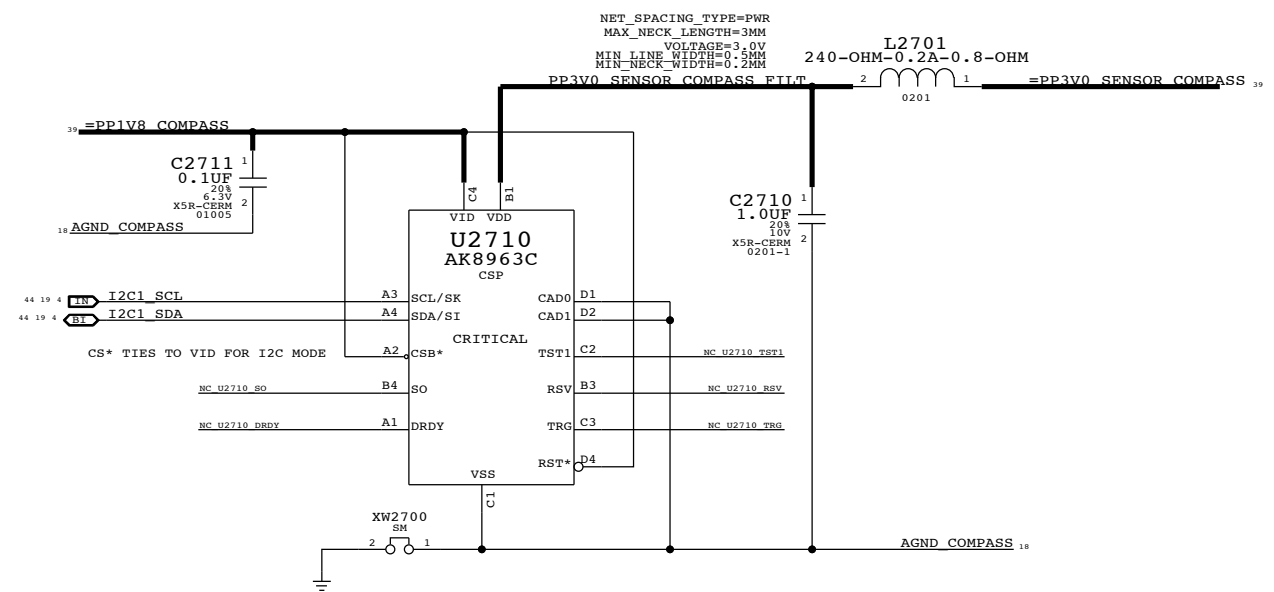 NET_SPACING_TYPE=PWR
MAX_NECK_LENGTH=3MM
VOLTAGE=3.0V
MIN_LINE_WIDTH=0.5MM
MIN_NECK_WIDTH=0.2MM
L2701
240-OHM-0.2A-0.8-OHM
PP3V0_SENSOR_COMPASS_FILT
2
1
=PP3V0_SENSOR_COMPASS 39
0201
39 =PP1V8_COMPASS
C2711
1
0.1UF
20%
6.3V
X5R-CERM
2
01005
18 AGND_COMPASS
C4
B1
VID
VDD
U2710
AK8963C
CSP
C2710
1
1.0UF
20%
10V
X5R-CERM
2
0201-1
44 19 4 IN I2C1_SCL
A3 SCL/SK
CAD0 D1
44 19 4 BI I2C1_SDA
A4 SDA/SI
CAD1 D2
CRITICAL
CS* TIES TO VID FOR I2C MODE
A2 CSB*
TST1 C2
NC_U2710_TST1
NC_U2710_SO
B4 SO
RSV B3
NC_U2710_RSV
NC_U2710_DRDY
A1 DRDY
TRG C3
NC_U2710_TRG
RST* D4
VSS
C1
XW2700
SM
2
1
AGND_COMPASS 18